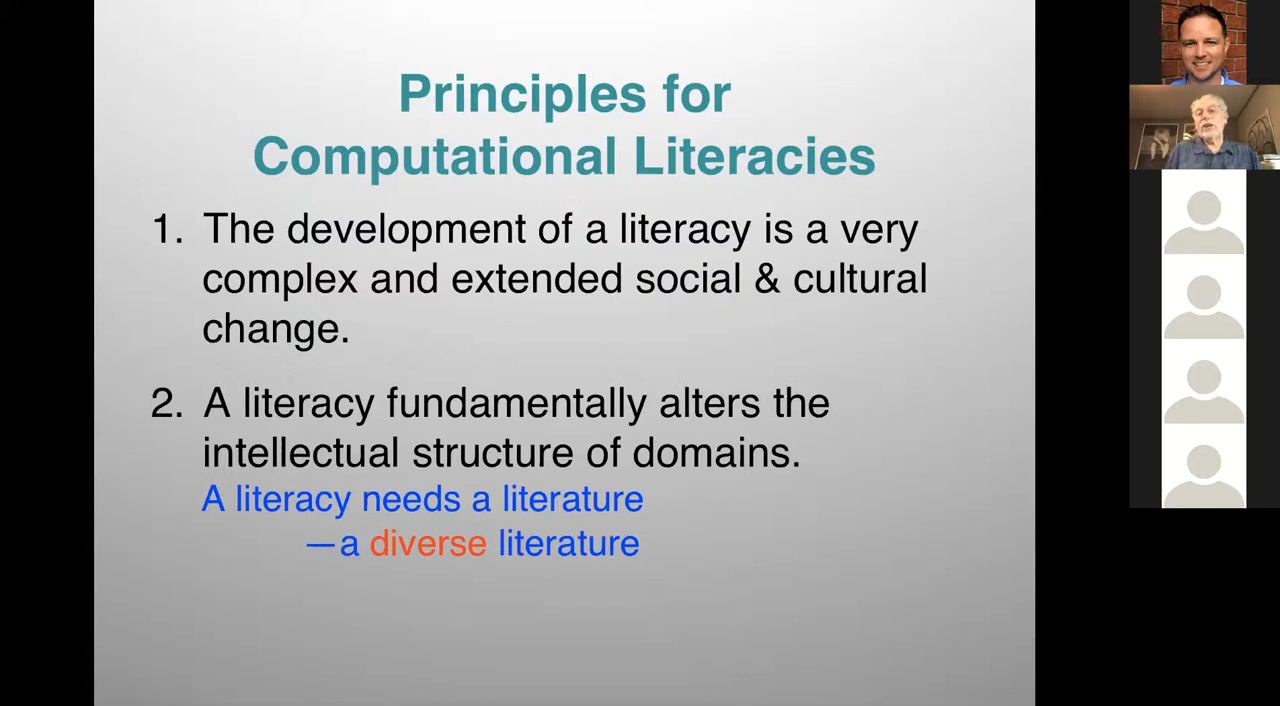 Principles for
Computational Literacies
1. The development of a literacy is a very
complex and extended social & cultural
change.
2. A literacy fundamentally alters the
intellectual structure of domains.
A literacy needs a literature
—a diverse literature